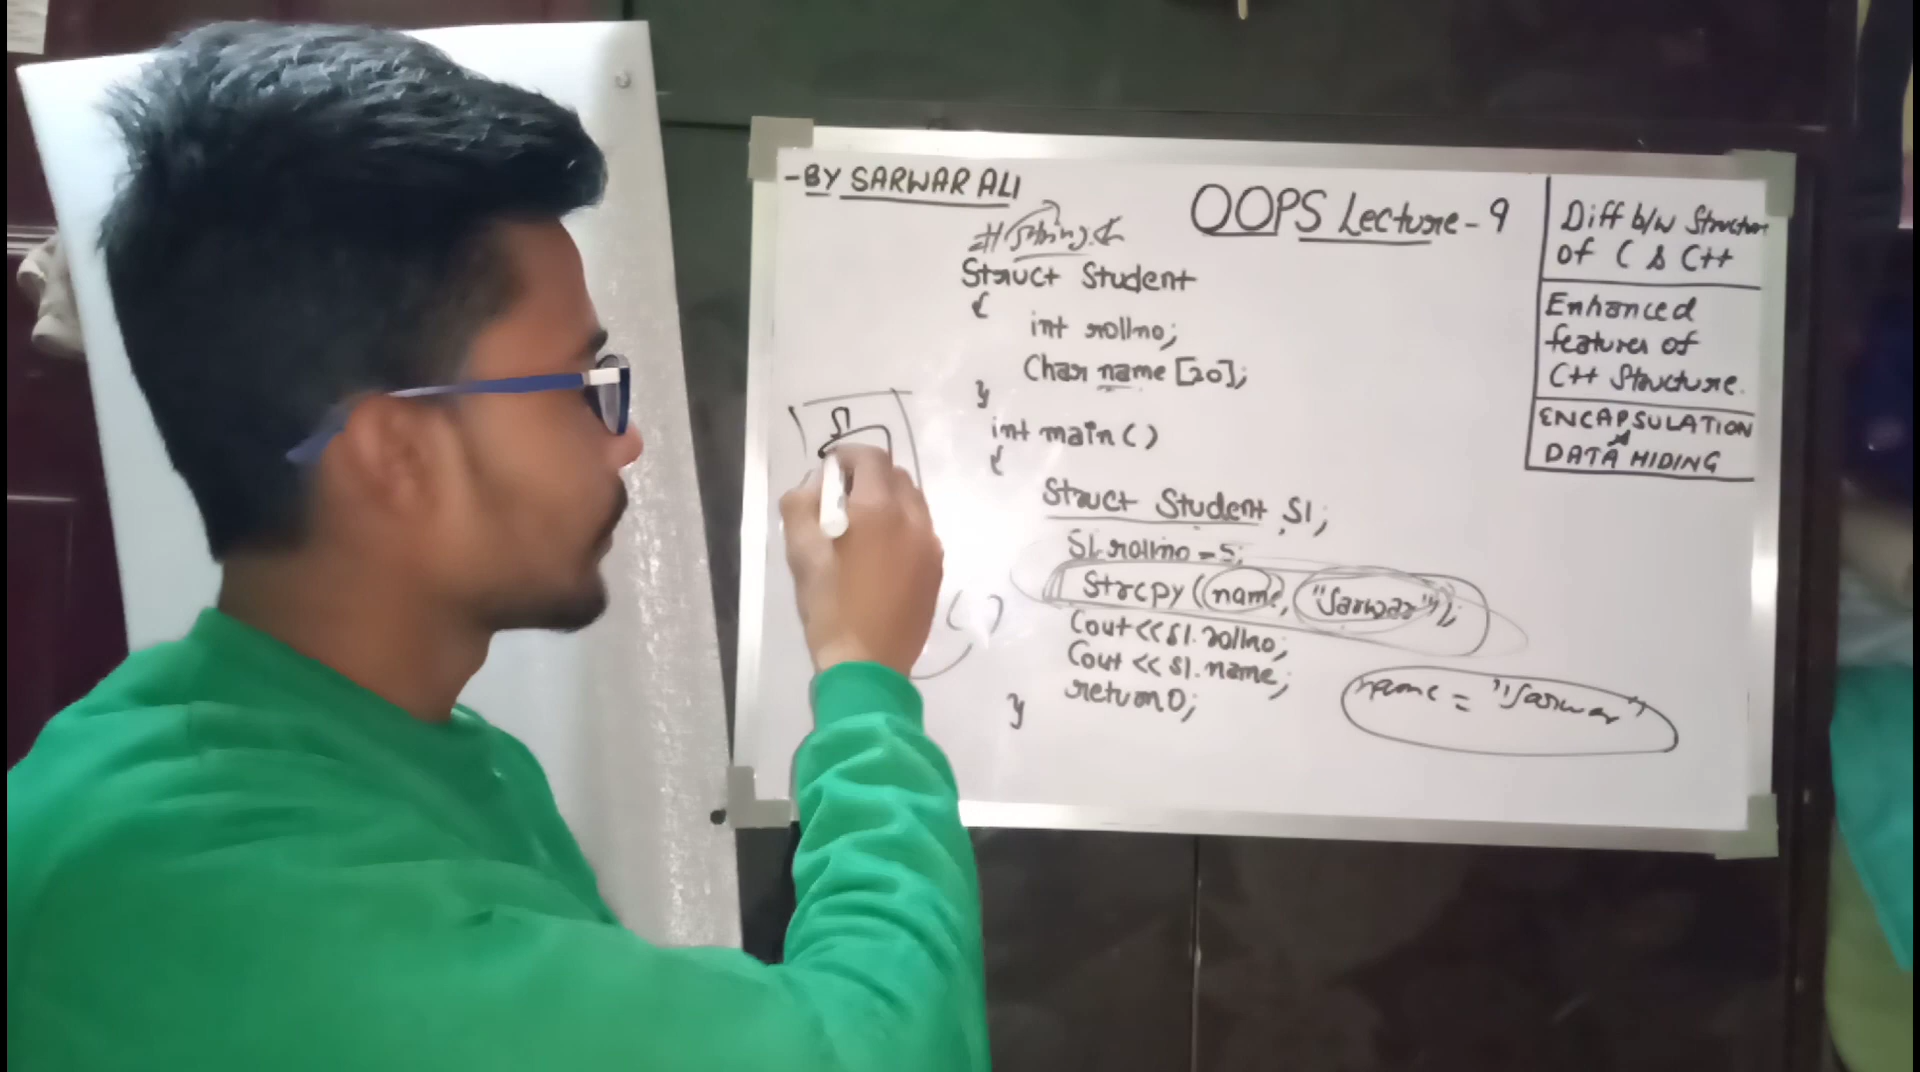 -BY SARWAR ALI
OOPS Lecture-9
Struct Student
{
int rollno;
Char name [20];
}
int main()
{
Struct Student S1;
S1.rollno=5;
Strcpy(name, "Sarwar");
Cout<<S1.rollno;
Cout<<S1.name;
return 0;
}
S1
( )
name = "Sarwar"
Diff b/w Structure
of C & C++
Enhanced
features of
C++ Structure.
ENCAPSULATION
&
DATA HIDING